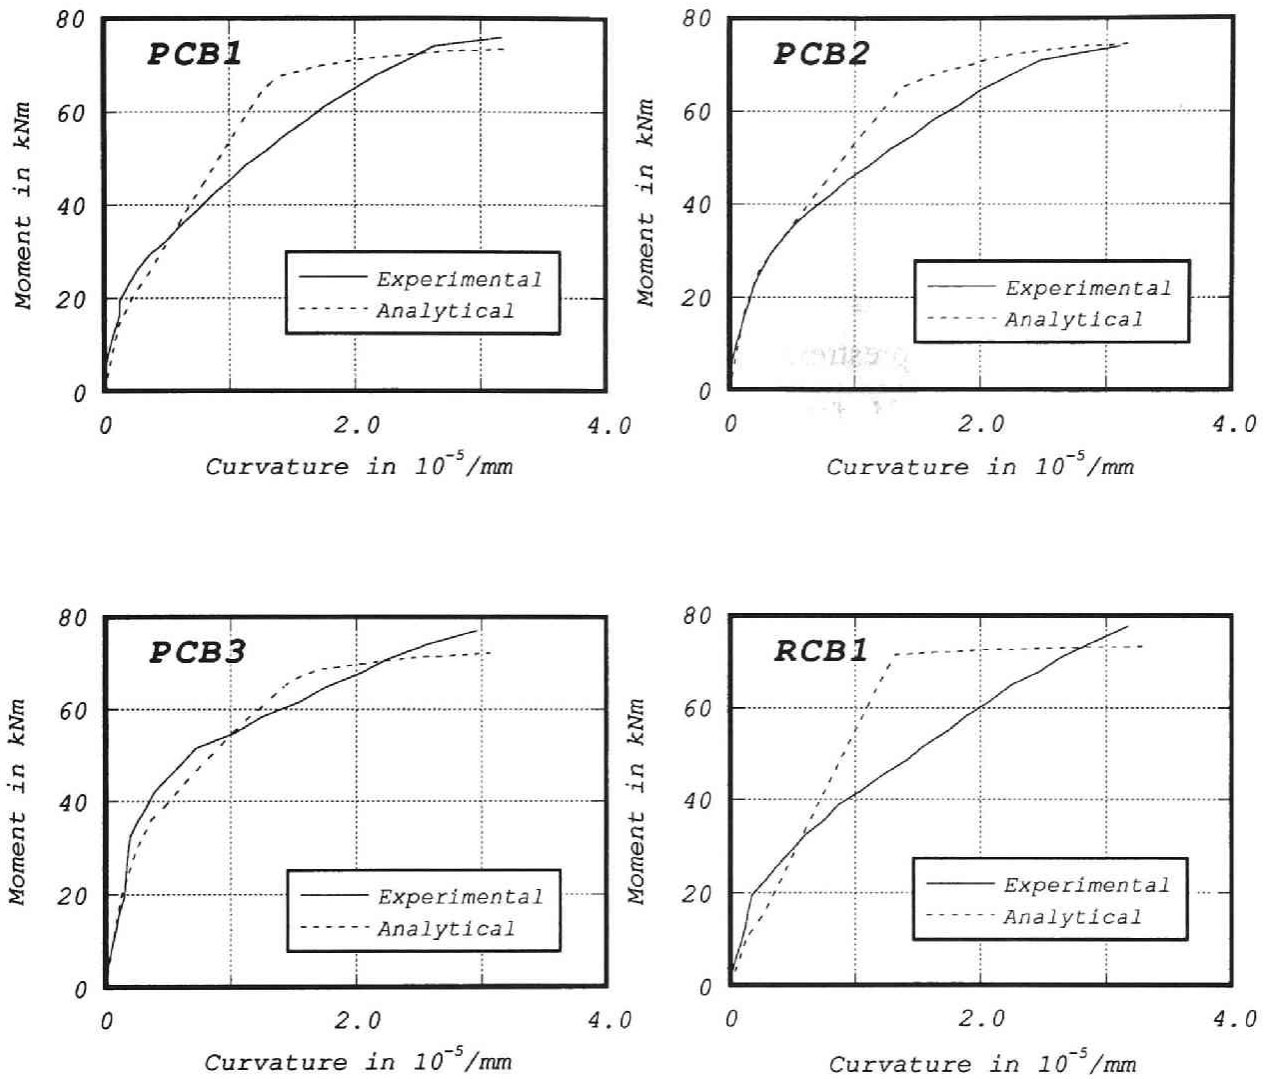 PCB1
80
60
40
20
0
Moment in kNm
Experimental
Analytical
0 2.0 4.0
Curvature in 10⁻⁵/mm
PCB2
80
60
40
20
0
Moment in kNm
Experimental
Analytical
0 2.0 4.0
Curvature in 10⁻⁵/mm
PCB3
80
60
40
20
0
Moment in kNm
Experimental
Analytical
0 2.0 4.0
Curvature in 10⁻⁵/mm
RCB1
80
60
40
20
0
Moment in kNm
Experimental
Analytical
0 2.0 4.0
Curvature in 10⁻⁵/mm